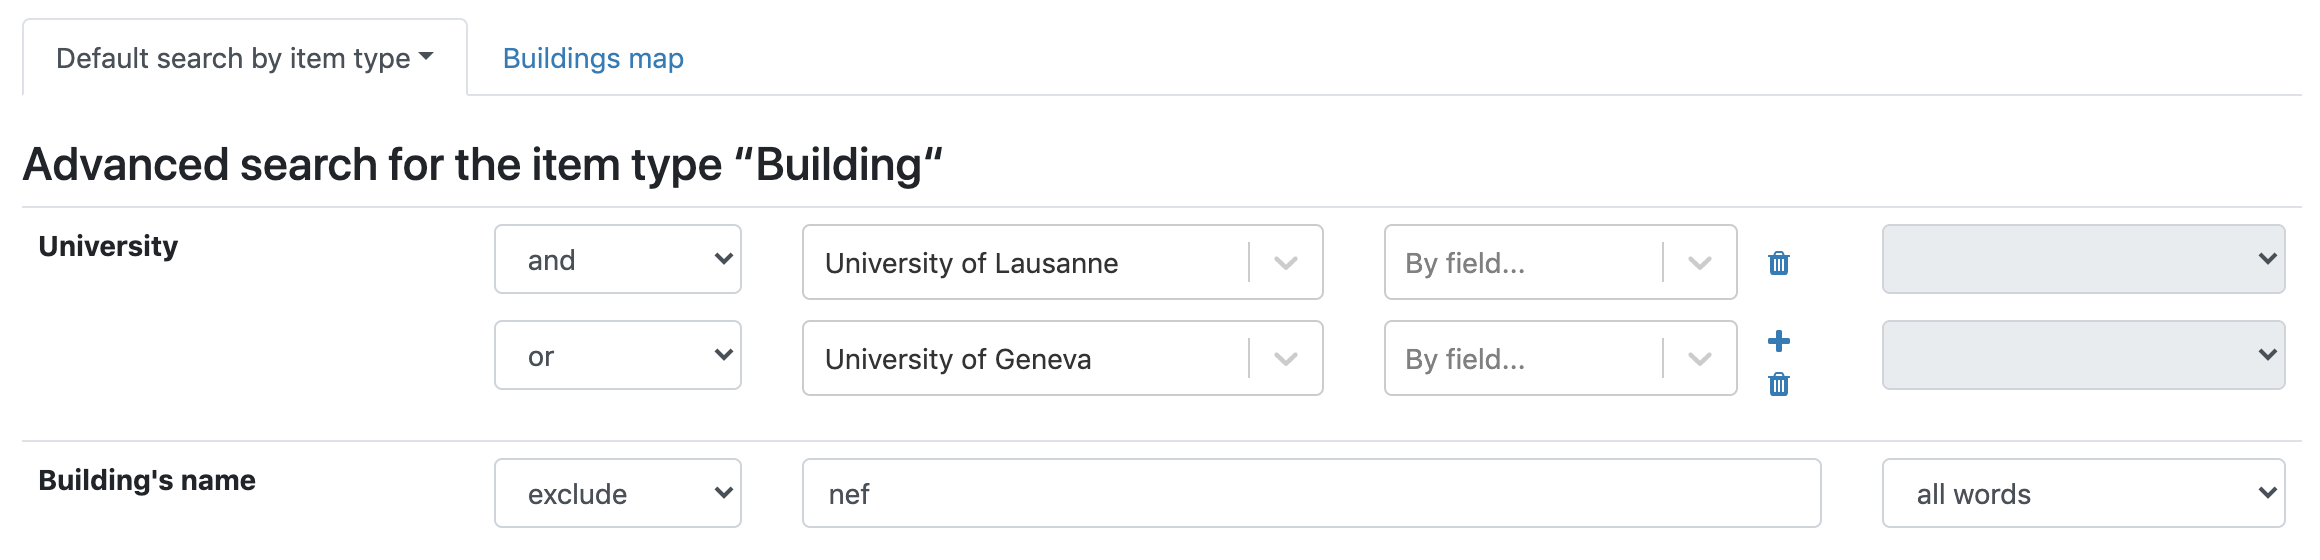 Default search by item type Buildings map
Advanced search for the item type “Building“
University and University of Lausanne By field...
or University of Geneva By field...
Building's name exclude nef all words